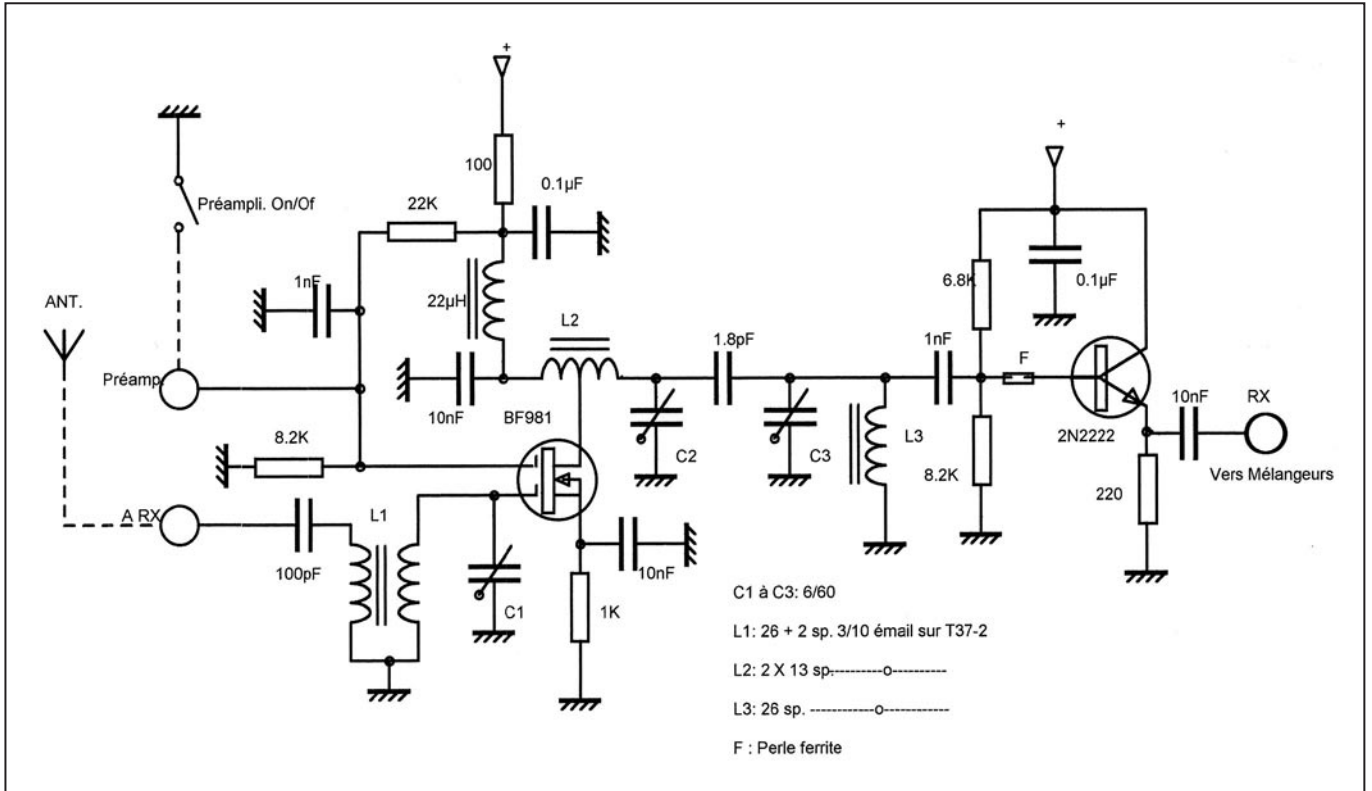 +
100
0.1µF
22K
Préampli. On/Of
1nF
22µH
L2
ANT.
Préamp.
10nF
BF981
C2
1.8pF
C3
1nF
L3
+
6.8K
0.1µF
F
2N2222
10nF
RX
Vers Mélangeurs
8.2K
220
8.2K
A RX
100pF
L1
C1
10nF
1K
C1 à C3: 6/60
L1: 26 + 2 sp. 3/10 émail sur T37-2
L2: 2 X 13 sp.----------o----------
L3: 26 sp. ------------o------------
F : Perle ferrite